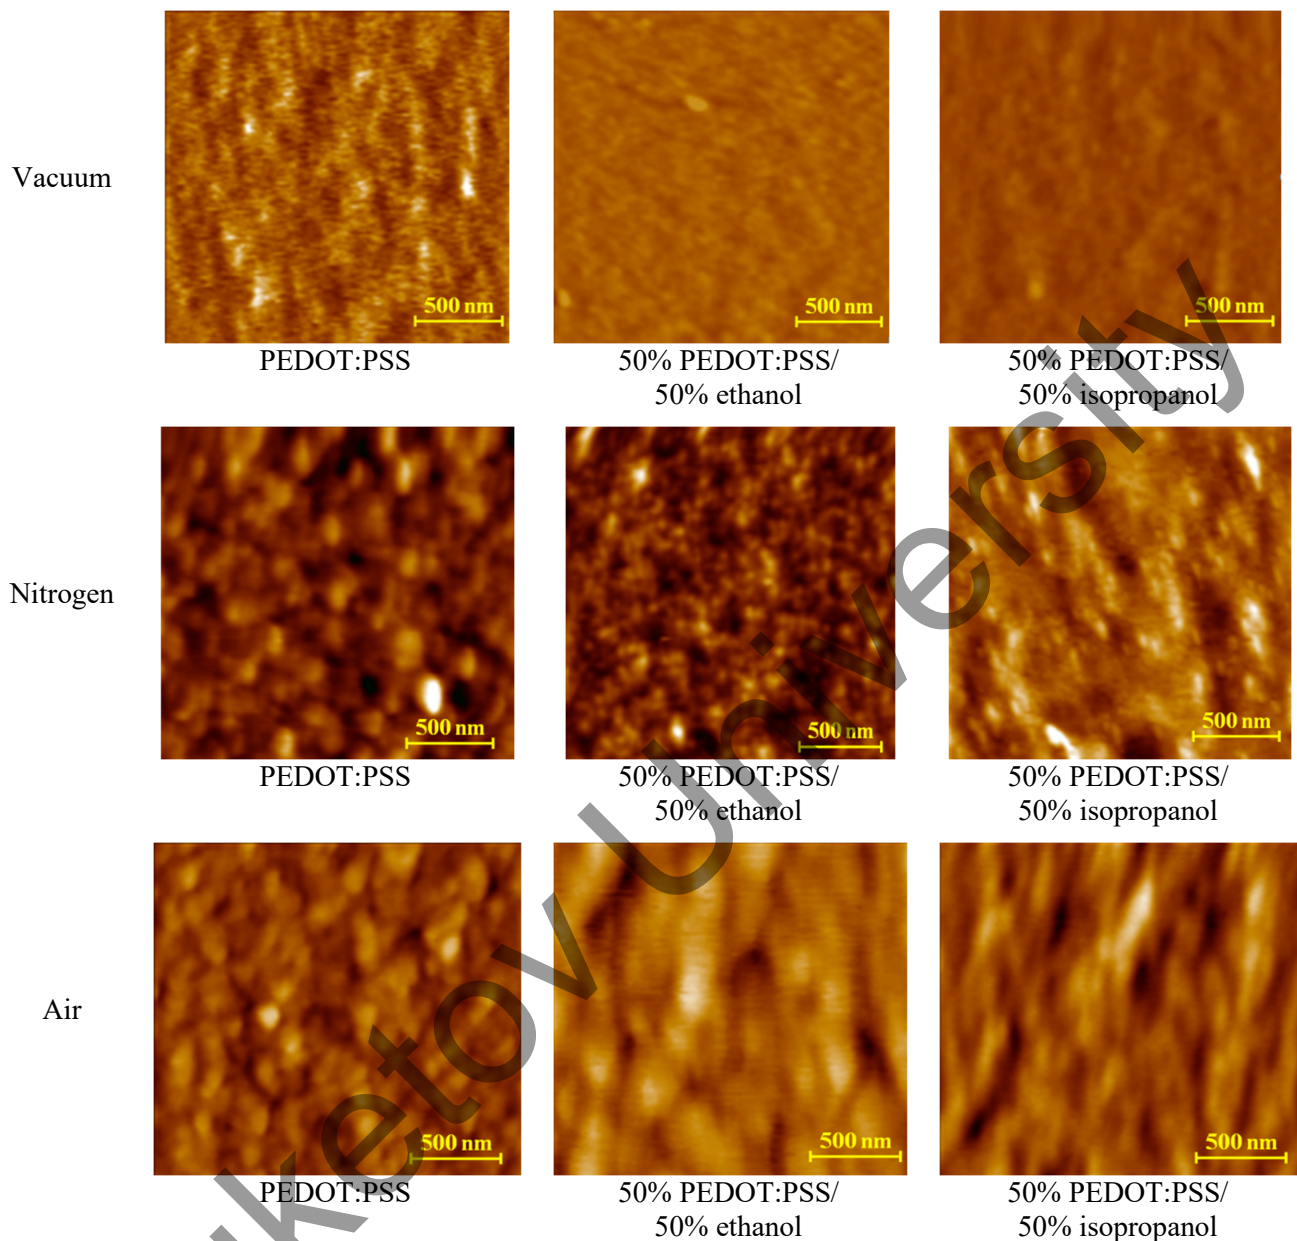 Vacuum
500 nm
500 nm
500 nm
PEDOT:PSS
50% PEDOT:PSS/
50% ethanol
50% PEDOT:PSS/
50% isopropanol
Nitrogen
500 nm
500 nm
500 nm
PEDOT:PSS
50% PEDOT:PSS/
50% ethanol
50% PEDOT:PSS/
50% isopropanol
Air
500 nm
500 nm
500 nm
PEDOT:PSS
50% PEDOT:PSS/
50% ethanol
50% PEDOT:PSS/
50% isopropanol
uketov University